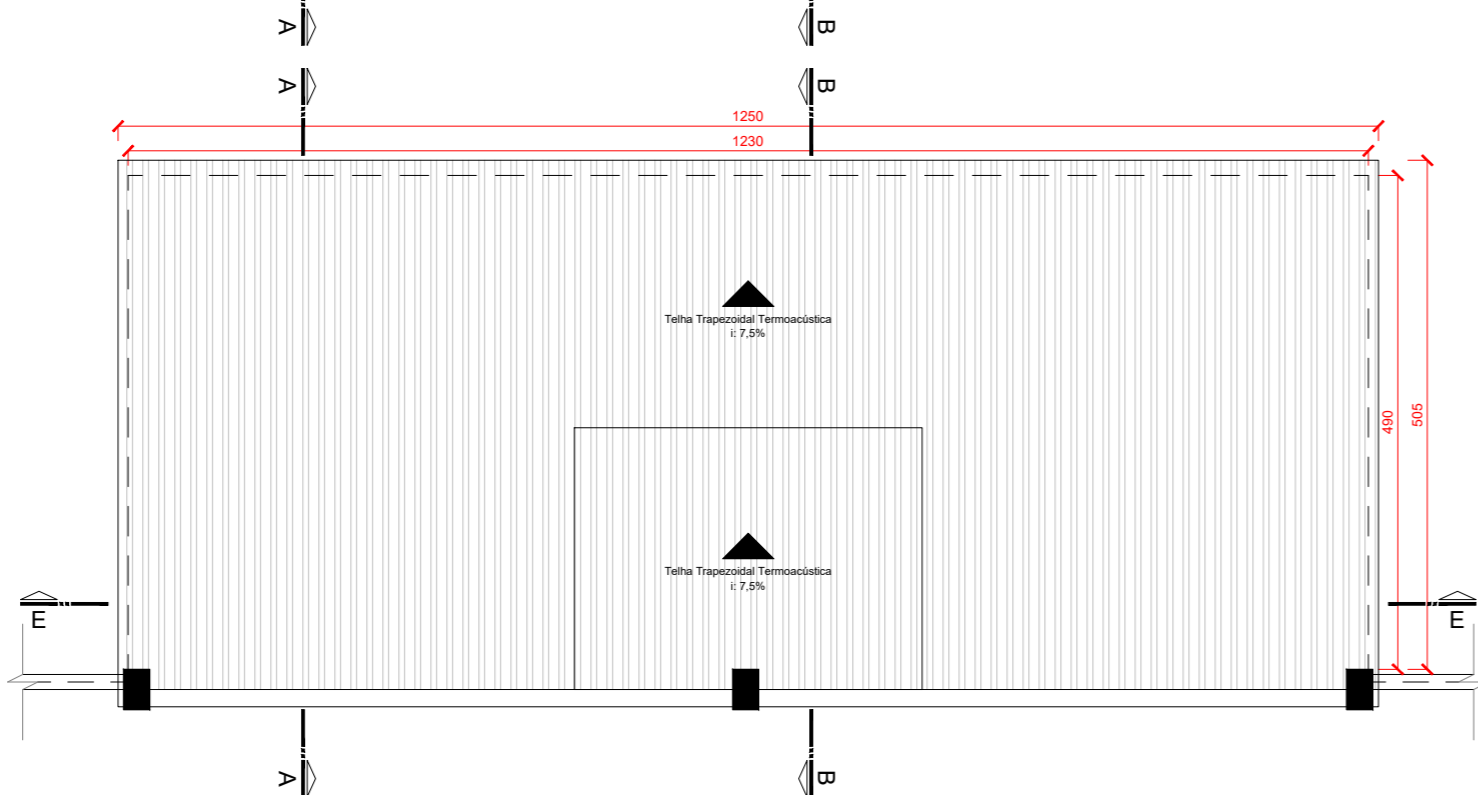 A
B
A
B
1250
1230
Telha Trapezoidal Termoacústica
i: 7,5%
490
505
Telha Trapezoidal Termoacústica
i: 7,5%
E
E
A
B